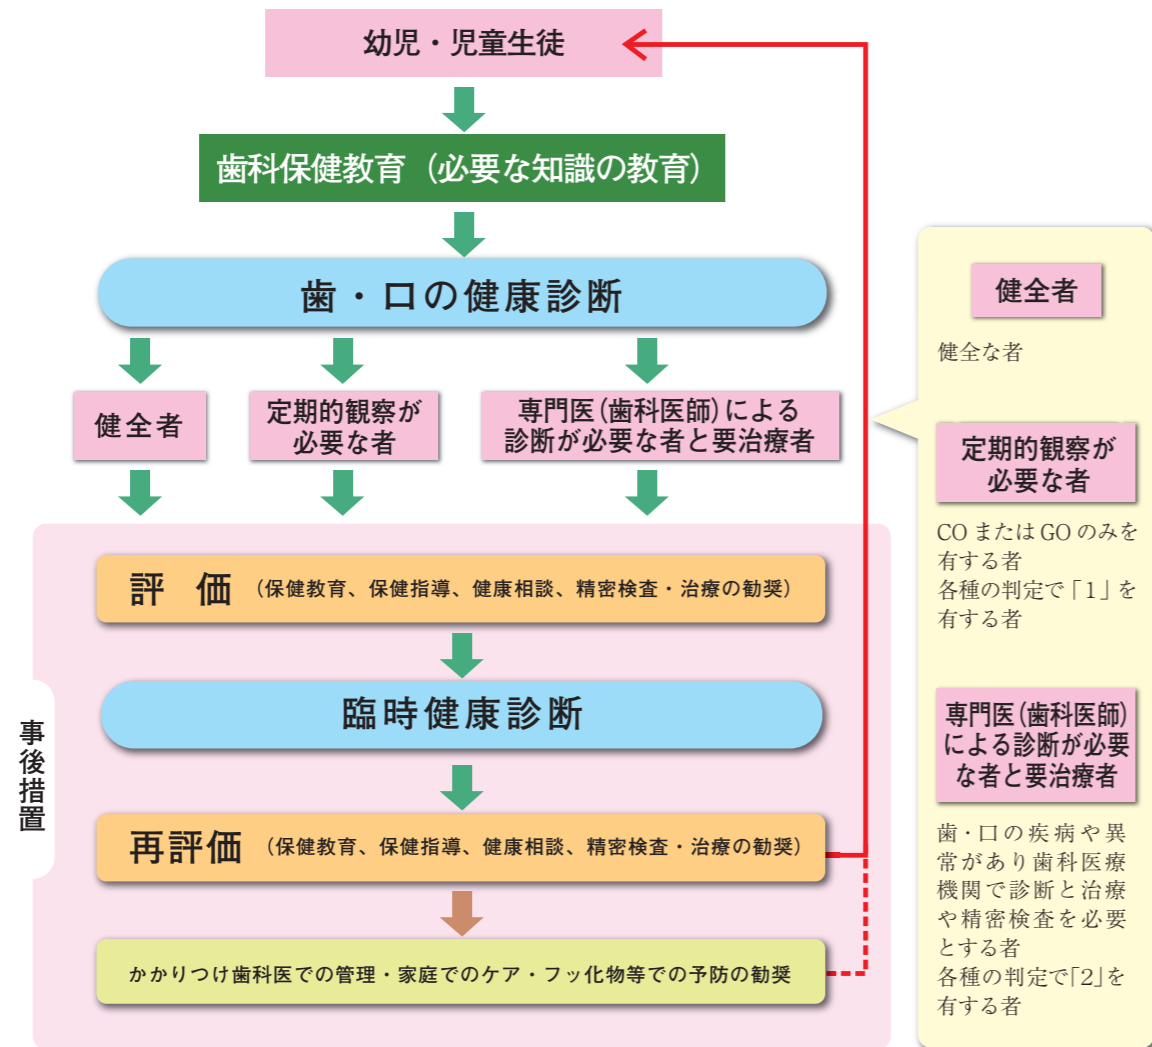 幼児・児童生徒
歯科保健教育（必要な知識の教育）
歯・口の健康診断
健全者
定期的観察が
必要な者
専門医（歯科医師）による
診断が必要な者と要治療者
事後措置
評 価 （保健教育、保健指導、健康相談、精密検査・治療の勧奨）
臨時健康診断
再評価 （保健教育、保健指導、健康相談、精密検査・治療の勧奨）
かかりつけ歯科医での管理・家庭でのケア・フッ化物等での予防の勧奨
健全者
健全な者
定期的観察が
必要な者
CO または GO のみを
有する者
各種の判定で「1」を
有する者
専門医（歯科医師）
による診断が必要
な者と要治療者
歯・口の疾病や異
常があり歯科医療
機関で診断と治療
や精密検査を必要
とする者
各種の判定で「2」を
有する者